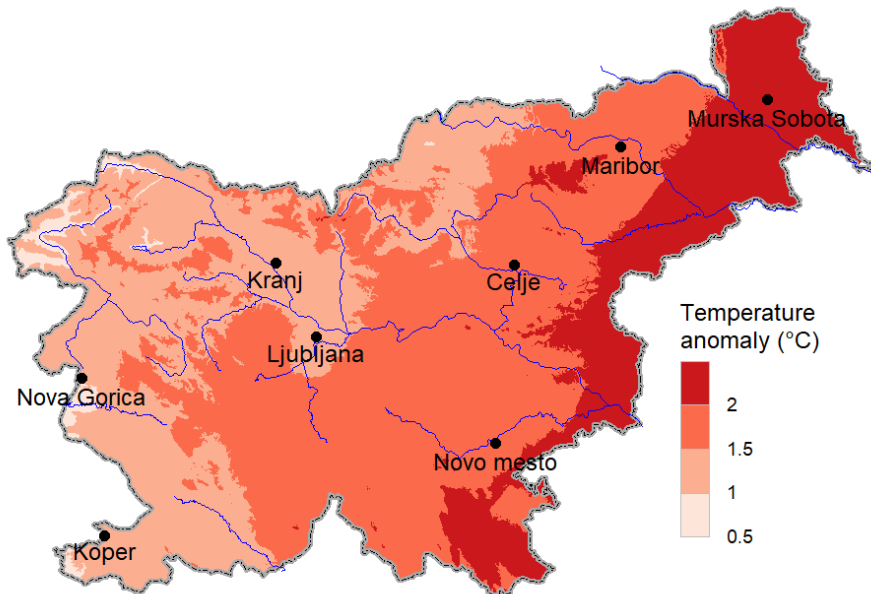 Murska Sobota
Maribor
Kranj
Celje
Ljubljana
Nova Gorica
Novo mesto
Koper
Temperature
anomaly (°C)
2
1.5
1
0.5